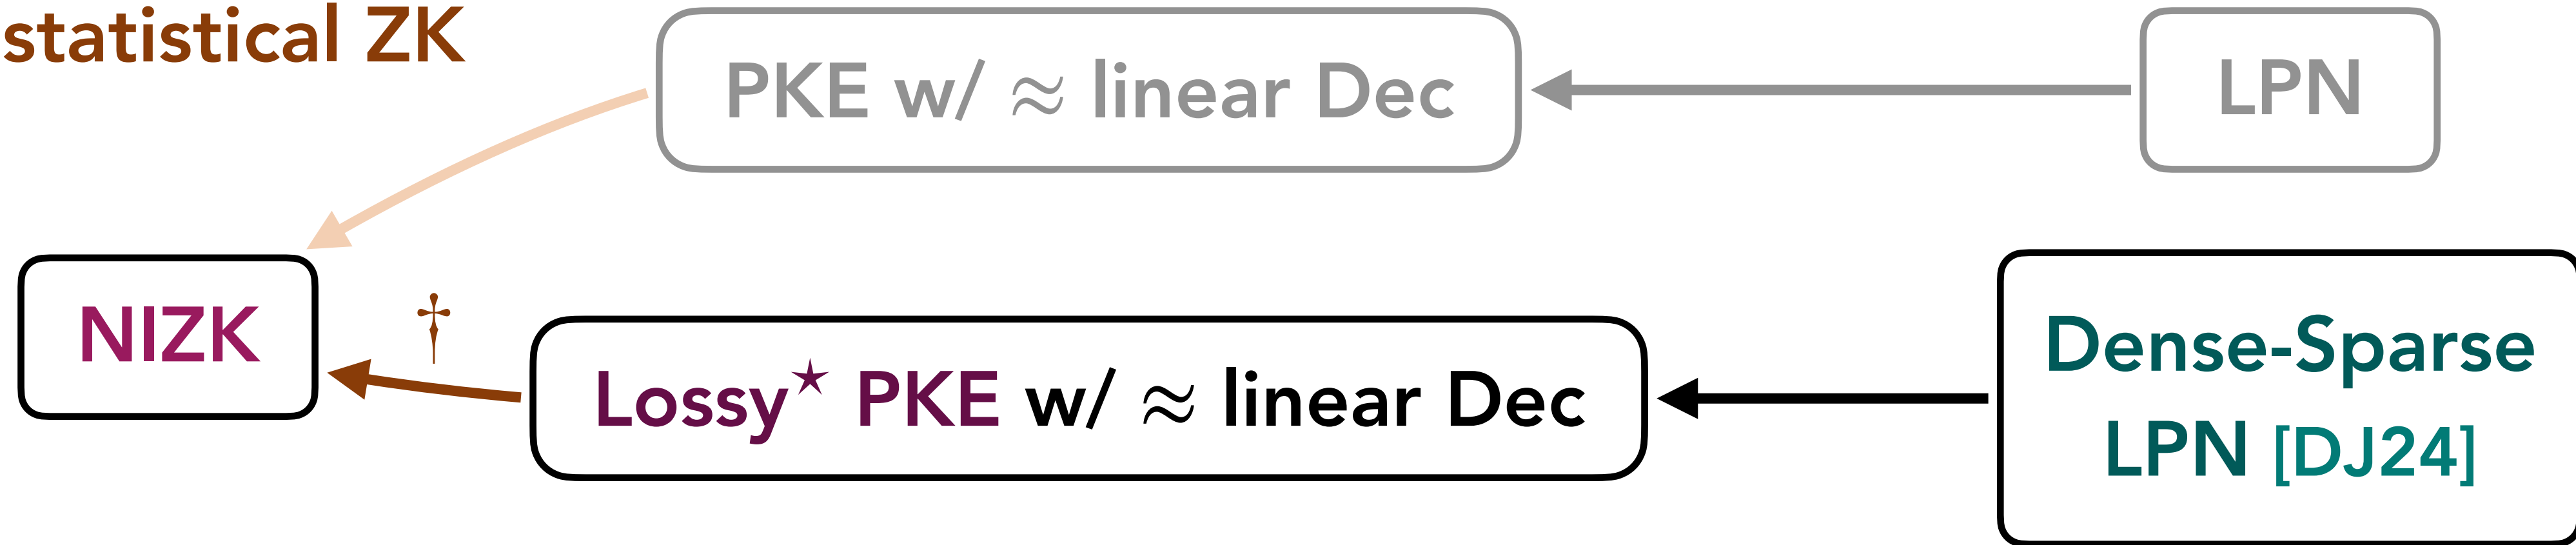 statistical ZK
PKE w/ ≈ linear Dec
LPN
NIZK
†
Lossy★ PKE w/ ≈ linear Dec
Dense-Sparse
LPN [DJ24]